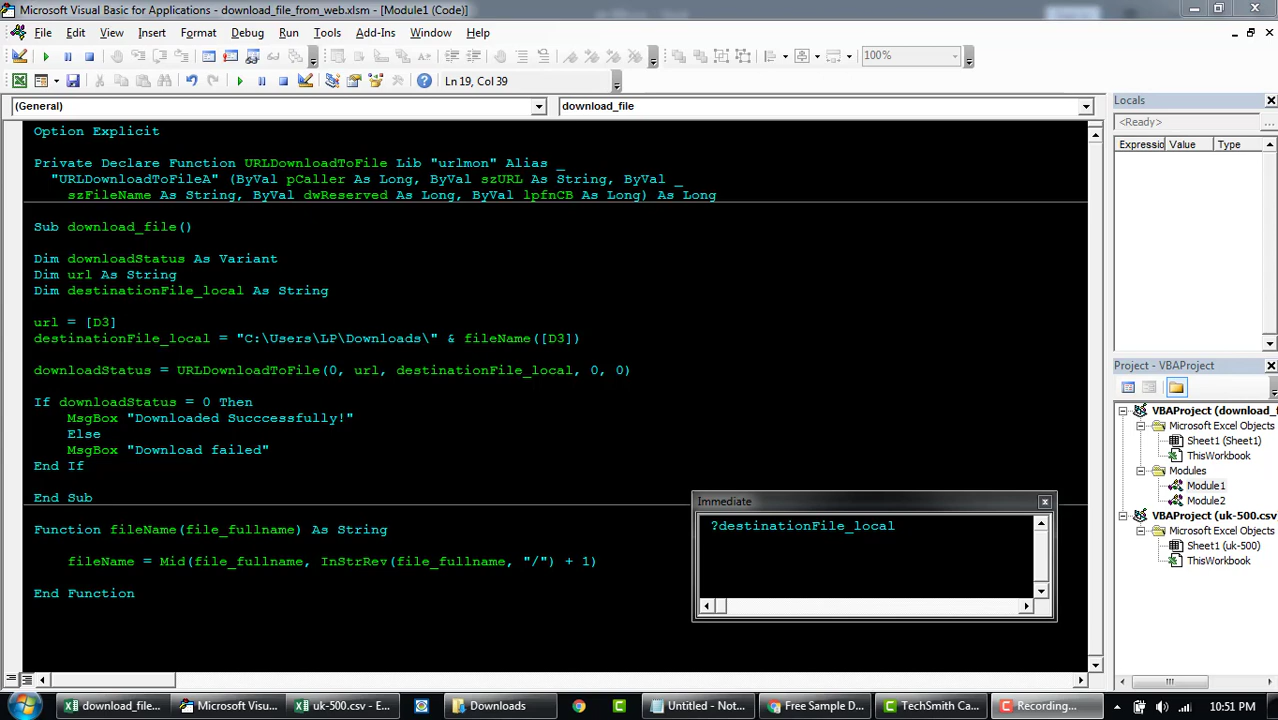 Microsoft Visual Basic for Applications - download_file_from_web.xlsm - [Module1 (Code)]
File Edit View Insert Format Debug Run Tools Add-Ins Window Help
100%
Ln 19, Col 39
(General) download_file
Option Explicit
Private Declare Function URLDownloadToFile Lib "urlmon" Alias _
"URLDownloadToFileA" (ByVal pCaller As Long, ByVal szURL As String, ByVal _
szFileName As String, ByVal dwReserved As Long, ByVal lpfnCB As Long) As Long
Sub download_file()
Dim downloadStatus As Variant
Dim url As String
Dim destinationFile_local As String
url = [D3]
destinationFile_local = "C:\Users\LP\Downloads\" & fileName([D3])
downloadStatus = URLDownloadToFile(0, url, destinationFile_local, 0, 0)
If downloadStatus = 0 Then
MsgBox "Downloaded Succcessfully!"
Else
MsgBox "Download failed"
End If
End Sub
Function fileName(file_fullname) As String
fileName = Mid(file_fullname, InStrRev(file_fullname, "/") + 1)
End Function
Immediate
?destinationFile_local
Locals
<Ready>
Expressio Value Type
Project - VBAProject
VBAProject (download_f
Microsoft Excel Objects
Sheet1 (Sheet1)
ThisWorkbook
Modules
Module1
Module2
VBAProject (uk-500.csv
Microsoft Excel Objects
Sheet1 (uk-500)
ThisWorkbook
download_file... Microsoft Visual... uk-500.csv - E... Downloads Untitled - Not... Free Sample D... TechSmith Ca... Recording... 10:51 PM